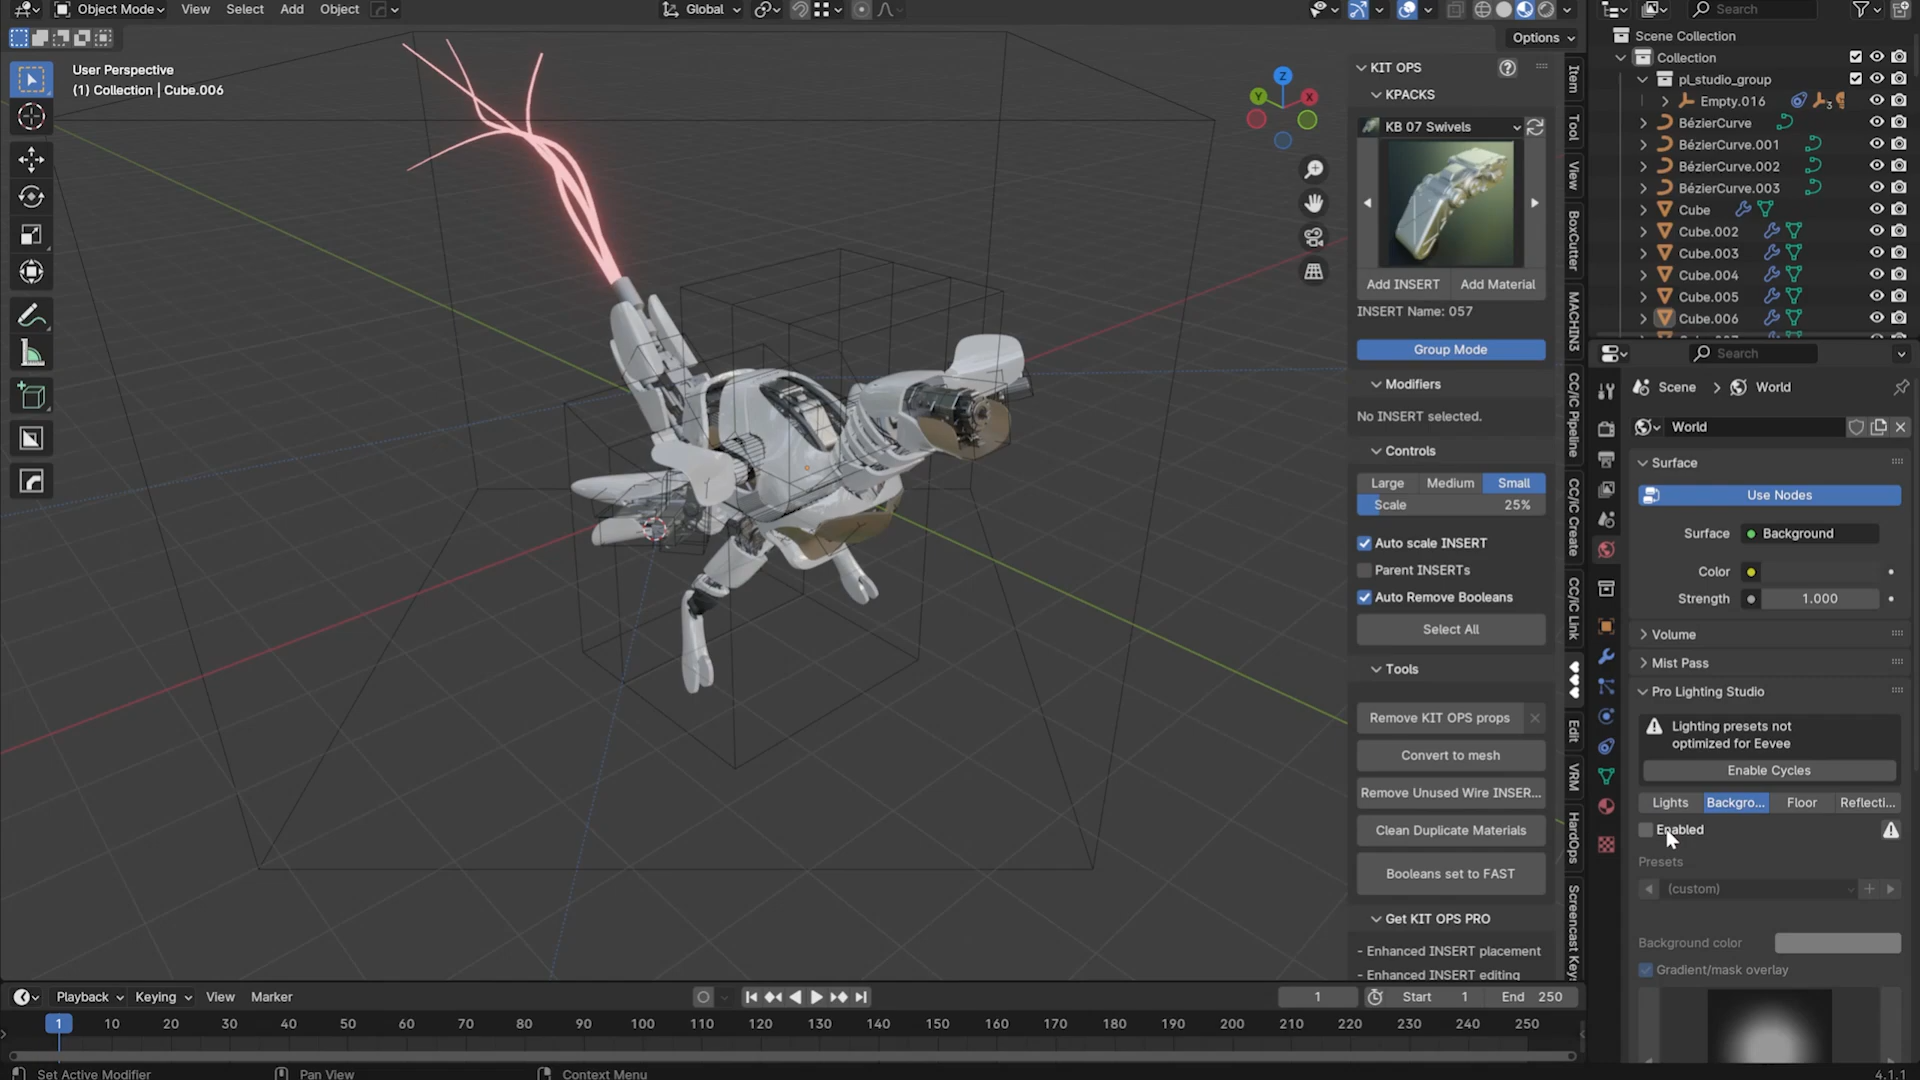 Object Mode View Select Add Object Global Search
Options
User Perspective
(1) Collection | Cube.006
Z
Y
X
KIT OPS
KPACKS
KB 07 Swivels
Add INSERT Add Material
INSERT Name: 057
Group Mode
Modifiers
No INSERT selected.
Controls
Large Medium Small
Scale 25%
Auto scale INSERT
Parent INSERTs
Auto Remove Booleans
Select All
Tools
Remove KIT OPS props
Convert to mesh
Remove Unused Wire INSER...
Clean Duplicate Materials
Booleans set to FAST
Get KIT OPS PRO
- Enhanced INSERT placement
- Enhanced INSERT editing
Item
Tool
View
BoxCutter
MACHIN3
CC/iC Pipeline
CC/iC Create
CC/iC Link
Edit
VRM
HardOps
Screencast Key
Scene Collection
Collection
pl_studio_group
Empty.016 3
BézierCurve
BézierCurve.001
BézierCurve.002
BézierCurve.003
Cube
Cube.002
Cube.003
Cube.004
Cube.005
Cube.006
Search
Scene World
World
Surface
Use Nodes
Surface Background
Color
Strength 1.000
Volume
Mist Pass
Pro Lighting Studio
Lighting presets not
optimized for Eevee
Enable Cycles
Lights Backgro... Floor Reflecti...
Enabled
Presets
(custom)
Background color
Gradient/mask overlay
Playback Keying View Marker 1 Start 1 End 250
1 10 20 30 40 50 60 70 80 90 100 110 120 130 140 150 160 170 180 190 200 210 220 230 240 250
Set Active Modifier Pan View Context Menu 4.1.1